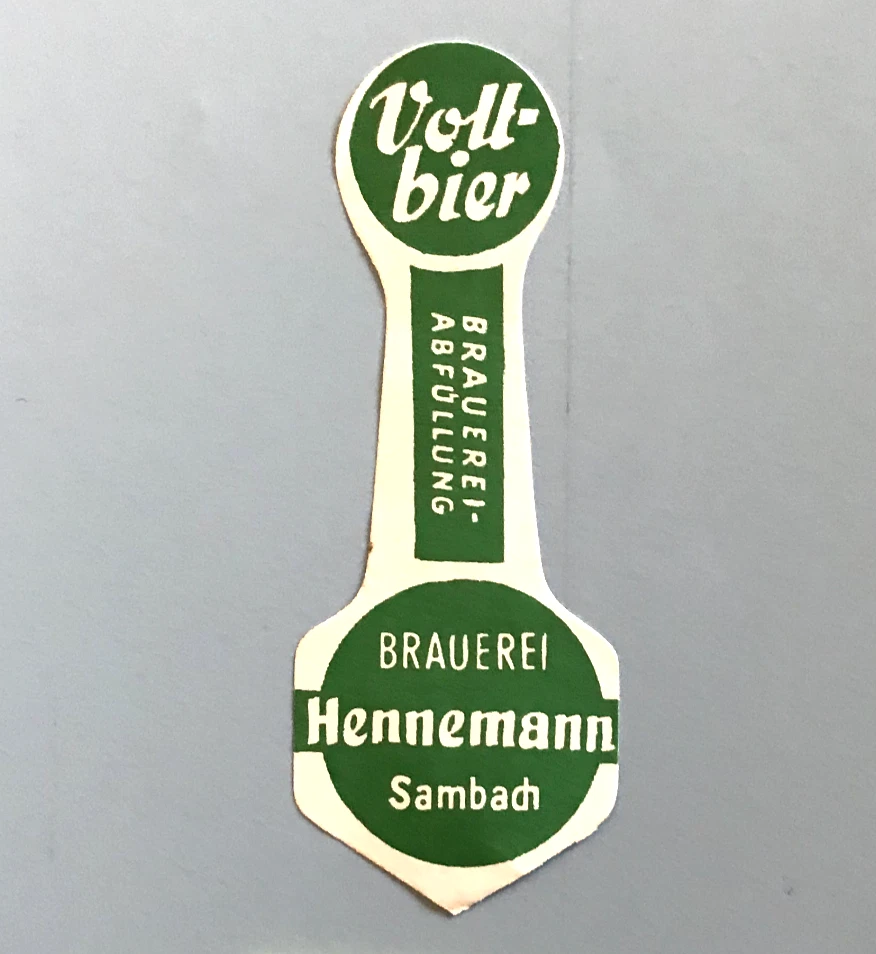 Voll-
bier
BRAUEREI-
ABFÜLLUNG
BRAUEREI
Hennemann
Sambach